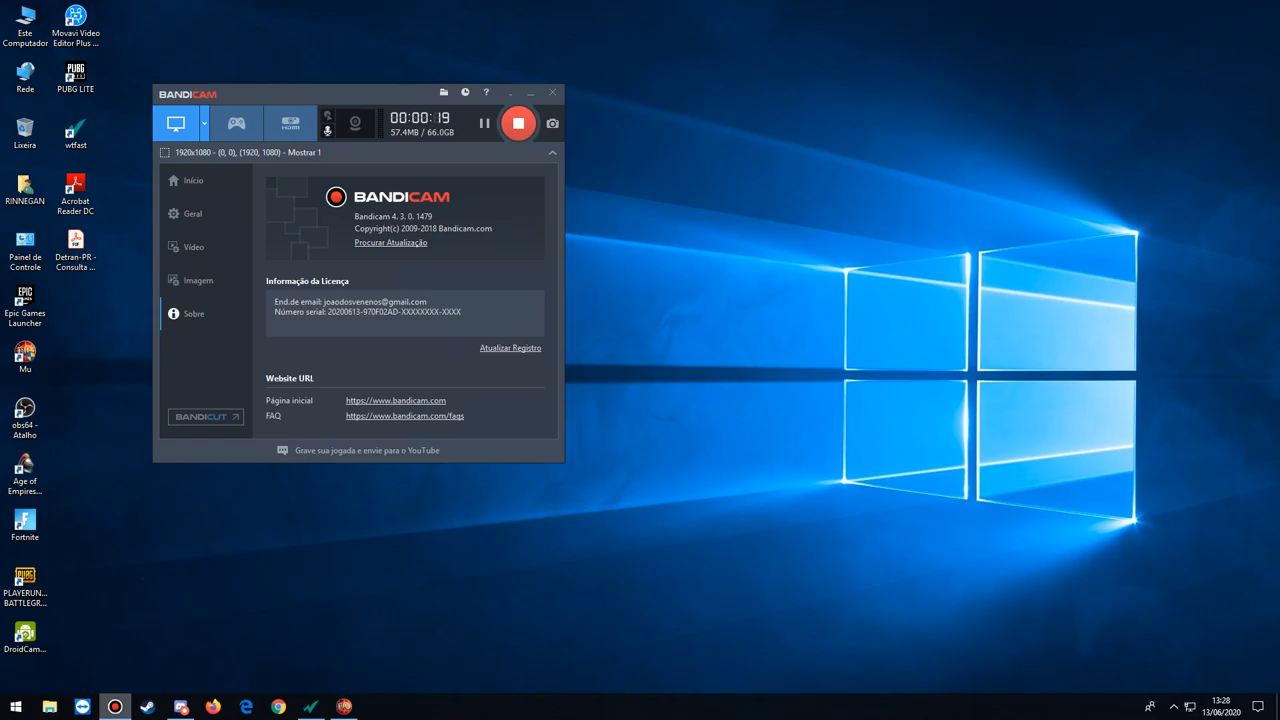 Este
Computador
Movavi Video
Editor Plus ...
Rede
PUBG LITE
Lixeira
wtfast
RINNEGAN
Acrobat
Reader DC
Painel de
Controle
Detran-PR -
Consulta ...
Epic Games
Launcher
Mu
obs64 -
Atalho
Age of
Empires...
Fortnite
PLAYERUN...
BATTLEGR...
DroidCam...
BANDICAM
?
HDMI
00:00:19
57.4MB / 66.0GB
1920x1080 - (0, 0), (1920, 1080) - Mostrar 1
Início
Geral
Vídeo
Imagem
Sobre
BANDICUT
BANDICAM
Bandicam 4. 3. 0. 1479
Copyright(c) 2009-2018 Bandicam.com
Procurar Atualização
Informação da Licença
End.de email: joaodosvenenos@gmail.com
Número serial: 20200613-970F02AD-XXXXXXXX-XXXX
Atualizar Registro
Website URL
Página inicial https://www.bandicam.com
FAQ https://www.bandicam.com/faqs
Grave sua jogada e envie para o YouTube
13:28
13/06/2020